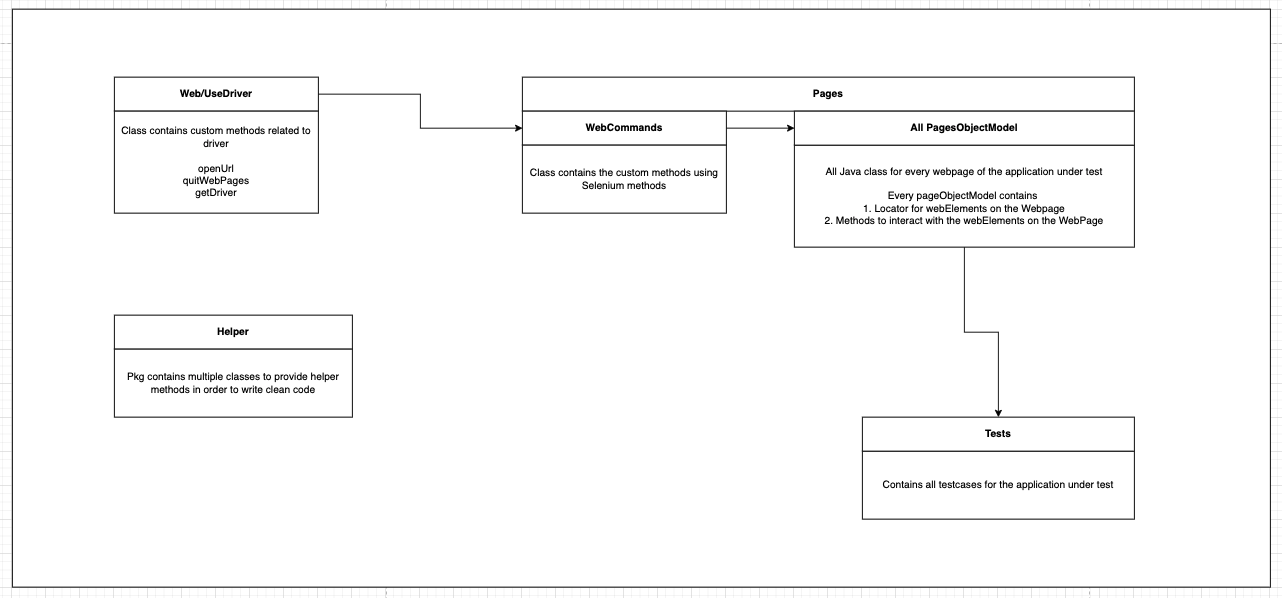 Web/UseDriver
Class contains custom methods related to
driver
openUrl
quitWebPages
getDriver
Pages
WebCommands
Class contains the custom methods using
Selenium methods
All PagesObjectModel
All Java class for every webpage of the application under test
Every pageObjectModel contains
1. Locator for webElements on the Webpage
2. Methods to interact with the webElements on the WebPage
Helper
Pkg contains multiple classes to provide helper
methods in order to write clean code
Tests
Contains all testcases for the application under test